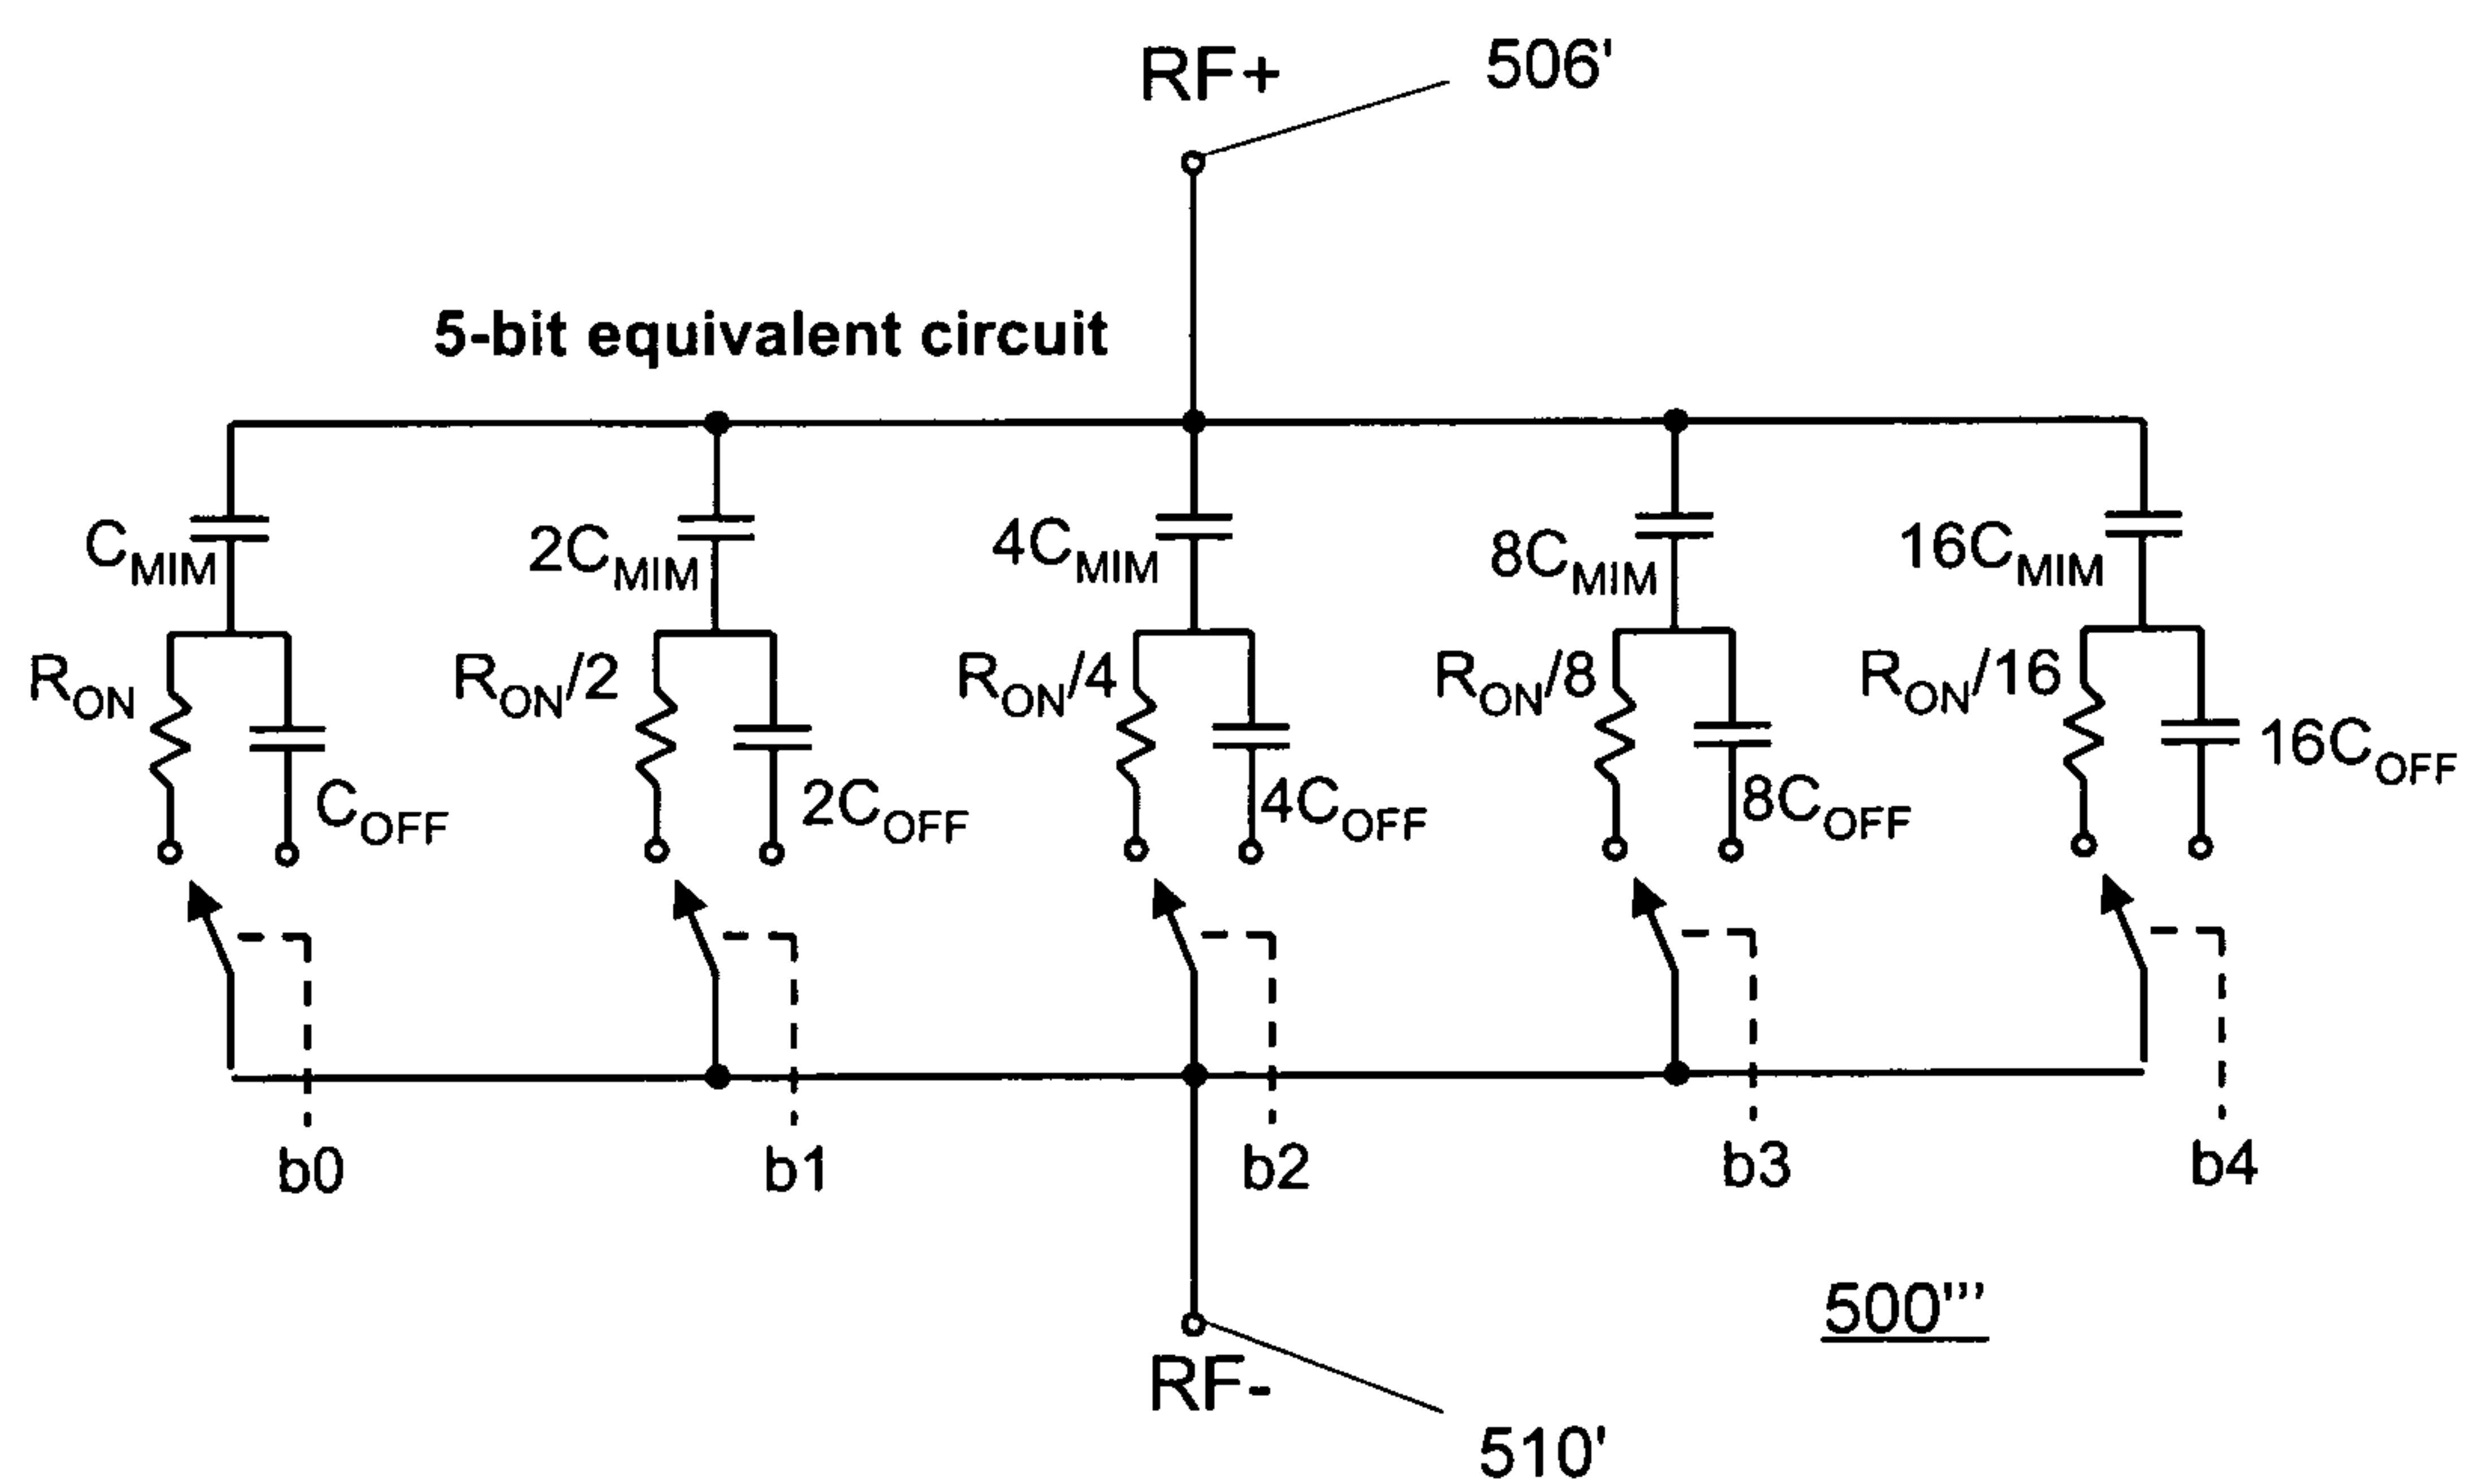 RF+
506'
5-bit equivalent circuit
CMIM
2CMIM
4CMIM
8CMIM
16CMIM
RON
RON/2
RON/4
RON/8
RON/16
COFF
2COFF
4COFF
8COFF
16COFF
b0
b1
b2
b3
b4
500''''
RF-
510'